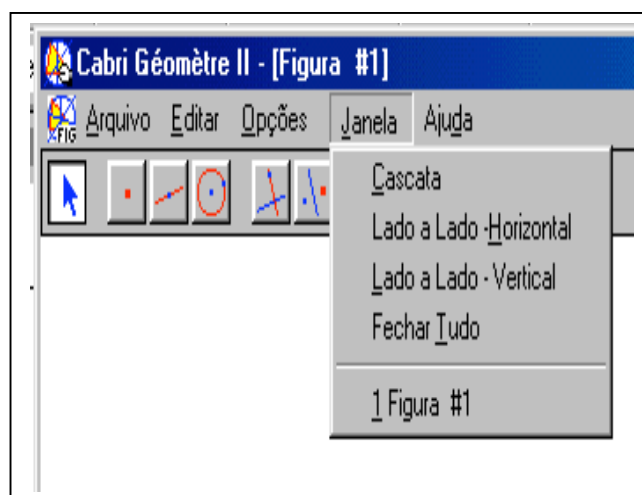 Cabri Géomètre II - [Figura #1]
FIG Arquivo Editar Opções Janela Ajuda
Cascata
Lado a Lado -Horizontal
Lado a Lado - Vertical
Fechar Tudo
1 Figura #1